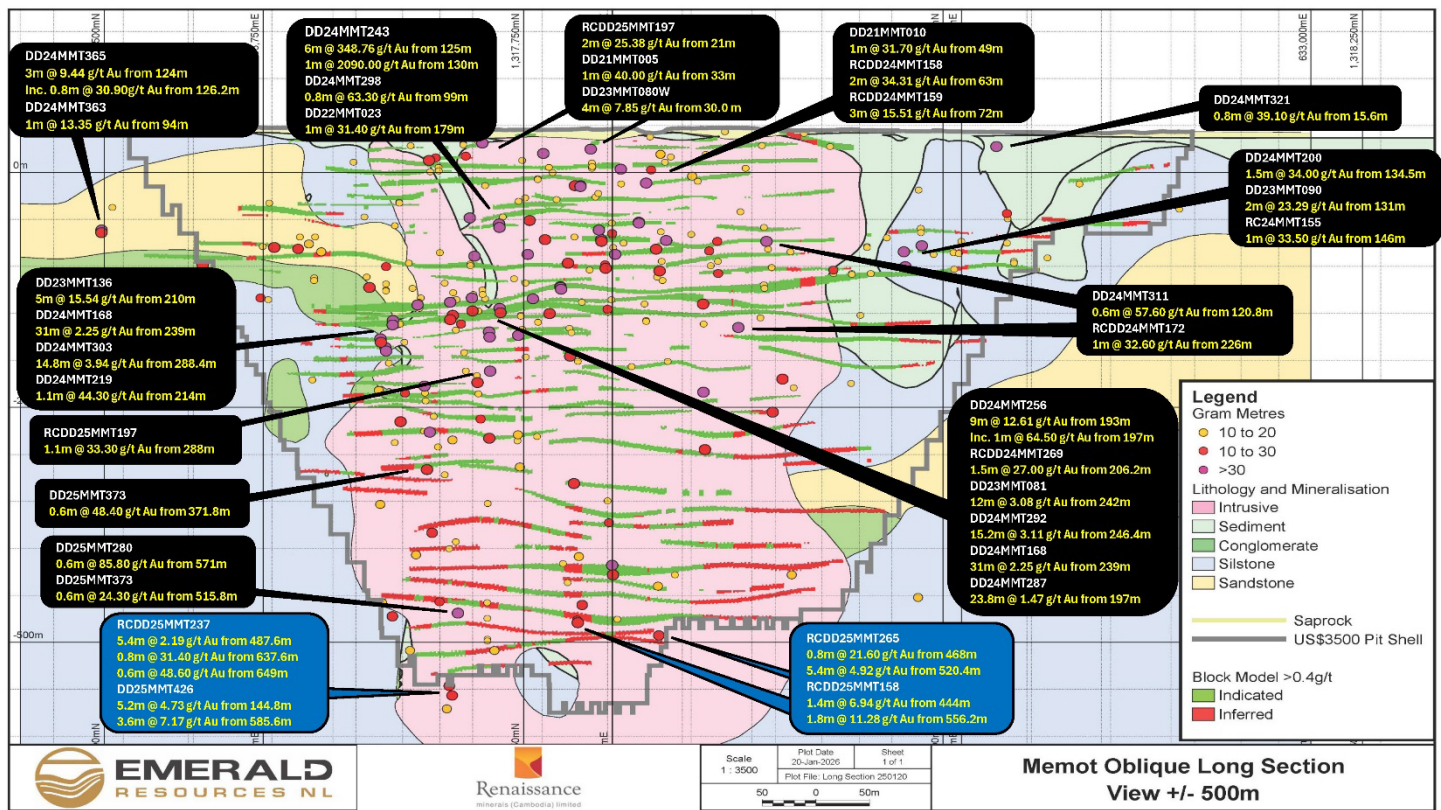 DD24MMT365
3m @ 9.44 g/t Au from 124m
Inc. 0.8m @ 30.90g/t Au from 126.2m
DD24MMT363
1m @ 13.35 g/t Au from 94m
DD24MMT243
6m @ 348.76 g/t Au from 125m
1m @ 2090.00 g/t Au from 130m
DD24MMT298
0.8m @ 63.30 g/t Au from 99m
DD22MMT023
1m @ 31.40 g/t Au from 179m
RCDD25MMT197
2m @ 25.38 g/t Au from 21m
DD21MMT005
1m @ 40.00 g/t Au from 33m
DD23MMT080W
4m @ 7.85 g/t Au from 30.0 m
DD21MMT010
1m @ 31.70 g/t Au from 49m
RCDD24MMT158
2m @ 34.31 g/t Au from 63m
RCDD24MMT159
3m @ 15.51 g/t Au from 72m
DD24MMT321
0.8m @ 39.10 g/t Au from 15.6m
DD24MMT200
1.5m @ 34.00 g/t Au from 134.5m
DD23MMT090
2m @ 23.29 g/t Au from 131m
RC24MMT155
1m @ 33.50 g/t Au from 146m
1,317,750mN
633,000mE
1,318,250mN
0m
DD23MMT136
5m @ 15.54 g/t Au from 210m
DD24MMT168
31m @ 2.25 g/t Au from 239m
DD24MMT303
14.8m @ 3.94 g/t Au from 288.4m
DD24MMT219
1.1m @ 44.30 g/t Au from 214m
DD24MMT311
0.6m @ 57.60 g/t Au from 120.8m
RCDD24MMT172
1m @ 32.60 g/t Au from 226m
RCDD25MMT197
1.1m @ 33.30 g/t Au from 288m
DD24MMT256
9m @ 12.61 g/t Au from 193m
Inc. 1m @ 64.50 g/t Au from 197m
RCDD24MMT269
1.5m @ 27.00 g/t Au from 206.2m
DD23MMT081
12m @ 3.08 g/t Au from 242m
DD24MMT292
15.2m @ 3.11 g/t Au from 246.4m
DD24MMT168
31m @ 2.25 g/t Au from 239m
DD24MMT287
23.8m @ 1.47 g/t Au from 197m
DD25MMT373
0.6m @ 48.40 g/t Au from 371.8m
DD25MMT280
0.6m @ 85.80 g/t Au from 571m
DD25MMT373
0.6m @ 24.30 g/t Au from 515.8m
-500m
RCDD25MMT237
5.4m @ 2.19 g/t Au from 487.6m
0.8m @ 31.40 g/t Au from 637.6m
0.6m @ 48.60 g/t Au from 649m
DD25MMT426
5.2m @ 4.73 g/t Au from 144.8m
3.6m @ 7.17 g/t Au from 585.6m
RCDD25MMT265
0.8m @ 21.60 g/t Au from 468m
5.4m @ 4.92 g/t Au from 520.4m
RCDD25MMT158
1.4m @ 6.94 g/t Au from 444m
1.8m @ 11.28 g/t Au from 556.2m
Legend
Gram Metres
10 to 20
10 to 30
>30
Lithology and Mineralisation
Intrusive
Sediment
Conglomerate
Silstone
Sandstone
Saprock
US$3500 Pit Shell
Block Model >0.4g/t
Indicated
Inferred
EMERALD
RESOURCES NL
Renaissance
minerals (Cambodia) limited
Scale
1 : 3500
Plot Date
20-Jan-2026
Sheet
1 of 1
Plot File: Long Section 250120
50 0 50m
Memot Oblique Long Section
View +/- 500m